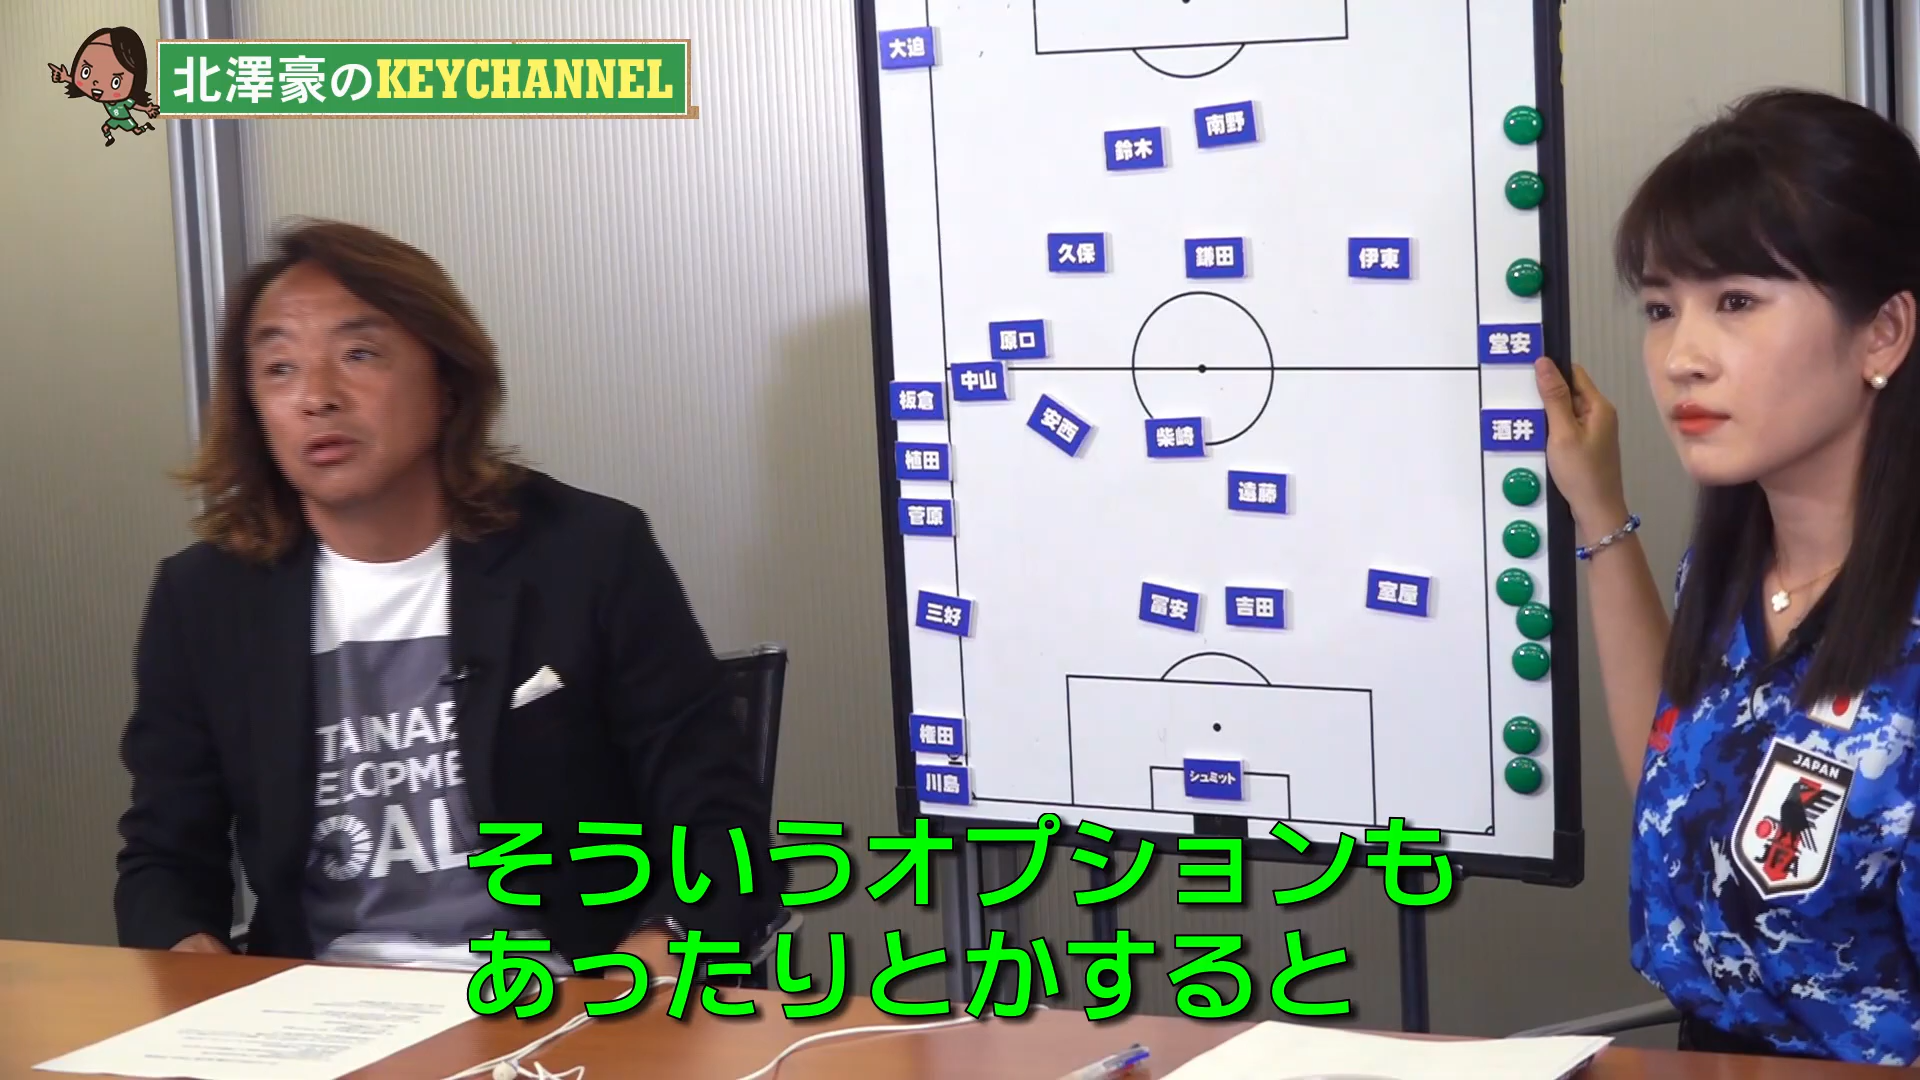 北澤豪のKEYCHANNEL
大迫
南野
鈴木
久保
鎌田
伊東
原口
堂安
中山
板倉
安西
柴崎
酒井
植田
遠藤
菅原
三好
冨安
吉田
室屋
権田
川島
シュミット
TAINAB
ELOPME
OAL
JAPAN
JFA
そういうオプションも
あったりとかすると